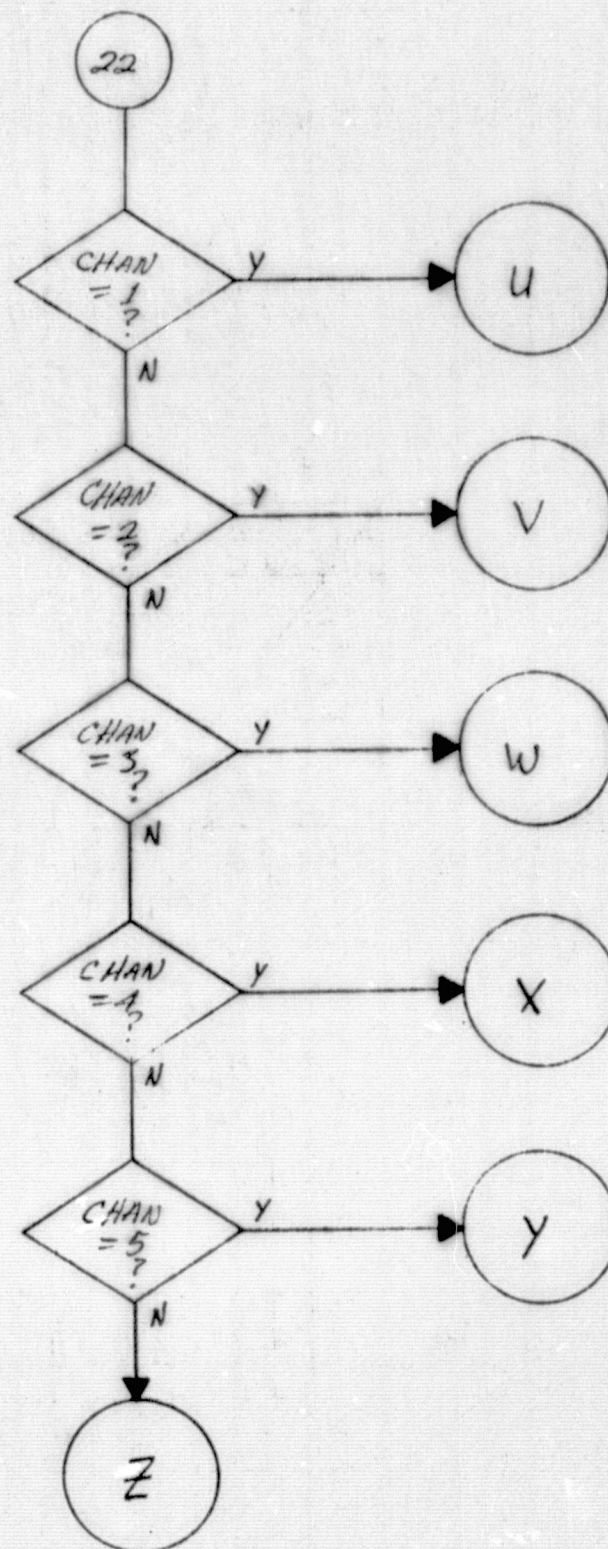 22
CHAN
= 1
?
Y
U
N
CHAN
= 2
?
Y
V
N
CHAN
= 3
?
Y
W
N
CHAN
= 4
?
Y
X
N
CHAN
= 5
?
Y
Y
N
Z